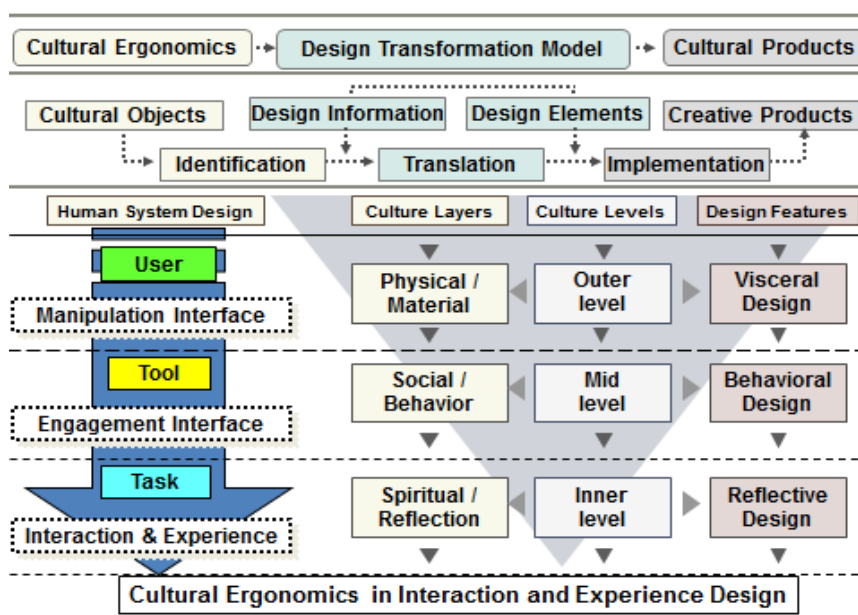 Cultural Ergonomics
Design Transformation Model
Cultural Products
Cultural Objects
Design Information
Design Elements
Creative Products
Identification
Translation
Implementation
Human System Design
Culture Layers
Culture Levels
Design Features
User
Physical /
Material
Outer
level
Visceral
Design
Manipulation Interface
Tool
Social /
Behavior
Mid
level
Behavioral
Design
Engagement Interface
Task
Spiritual /
Reflection
Inner
level
Reflective
Design
Interaction & Experience
Cultural Ergonomics in Interaction and Experience Design